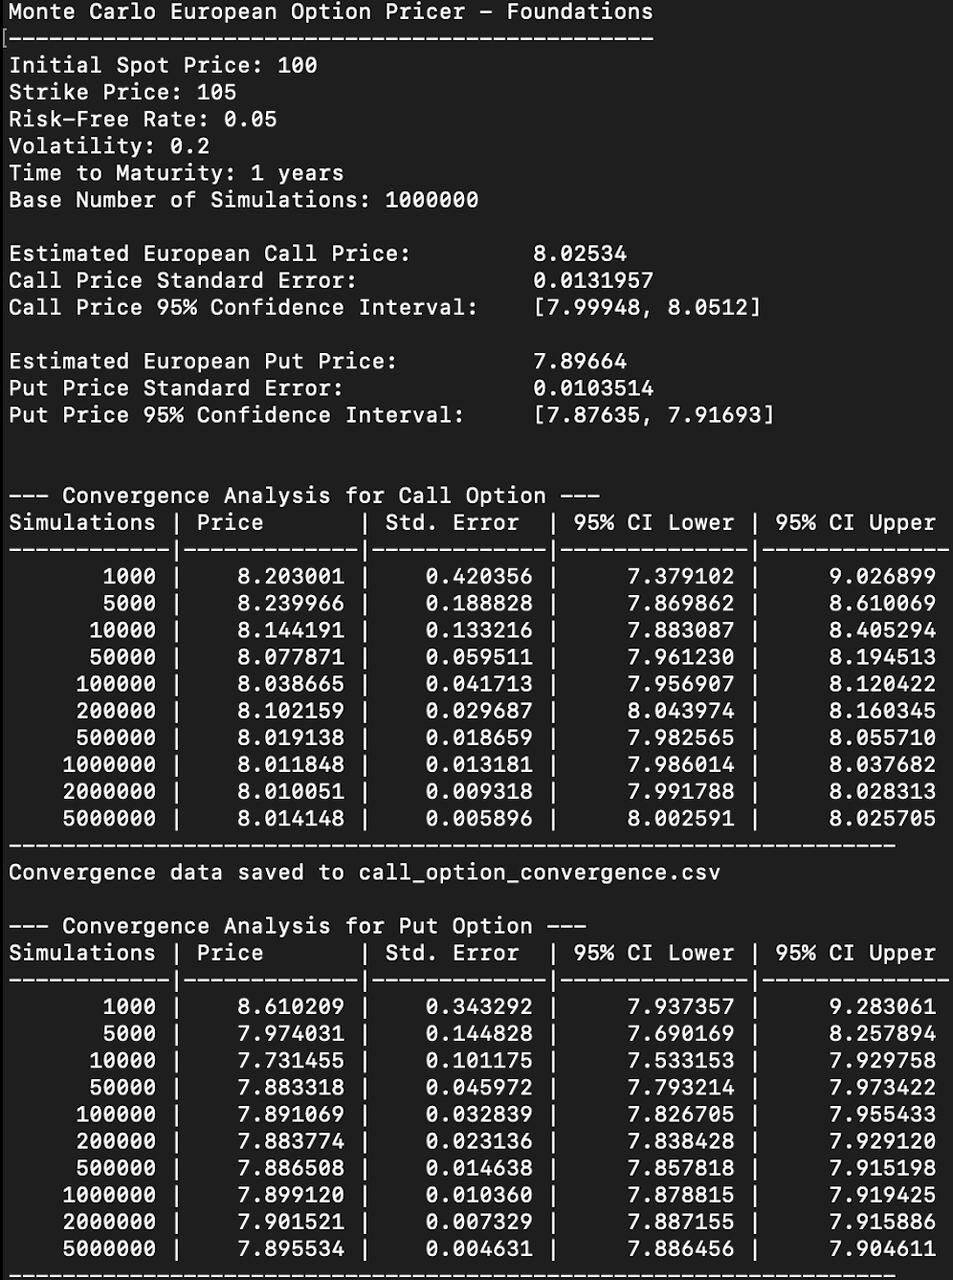 Monte Carlo European Option Pricer - Foundations
[------------------------------------------------
Initial Spot Price: 100
Strike Price: 105
Risk-Free Rate: 0.05
Volatility: 0.2
Time to Maturity: 1 years
Base Number of Simulations: 1000000
Estimated European Call Price: 8.02534
Call Price Standard Error: 0.0131957
Call Price 95% Confidence Interval: [7.99948, 8.0512]
Estimated European Put Price: 7.89664
Put Price Standard Error: 0.0103514
Put Price 95% Confidence Interval: [7.87635, 7.91693]
--- Convergence Analysis for Call Option ---
Simulations | Price | Std. Error | 95% CI Lower | 95% CI Upper
------------|-------------|-------------|--------------|--------------
1000 | 8.203001 | 0.420356 | 7.379102 | 9.026899
5000 | 8.239966 | 0.188828 | 7.869862 | 8.610069
10000 | 8.144191 | 0.133216 | 7.883087 | 8.405294
50000 | 8.077871 | 0.059511 | 7.961230 | 8.194513
100000 | 8.038665 | 0.041713 | 7.956907 | 8.120422
200000 | 8.102159 | 0.029687 | 8.043974 | 8.160345
500000 | 8.019138 | 0.018659 | 7.982565 | 8.055710
1000000 | 8.011848 | 0.013181 | 7.986014 | 8.037682
2000000 | 8.010051 | 0.009318 | 7.991788 | 8.028313
5000000 | 8.014148 | 0.005896 | 8.002591 | 8.025705
------------------------------------------------------------------
Convergence data saved to call_option_convergence.csv
--- Convergence Analysis for Put Option ---
Simulations | Price | Std. Error | 95% CI Lower | 95% CI Upper
------------|-------------|-------------|--------------|--------------
1000 | 8.610209 | 0.343292 | 7.937357 | 9.283061
5000 | 7.974031 | 0.144828 | 7.690169 | 8.257894
10000 | 7.731455 | 0.101175 | 7.533153 | 7.929758
50000 | 7.883318 | 0.045972 | 7.793214 | 7.973422
100000 | 7.891069 | 0.032839 | 7.826705 | 7.955433
200000 | 7.883774 | 0.023136 | 7.838428 | 7.929120
500000 | 7.886508 | 0.014638 | 7.857818 | 7.915198
1000000 | 7.899120 | 0.010360 | 7.878815 | 7.919425
2000000 | 7.901521 | 0.007329 | 7.887155 | 7.915886
5000000 | 7.895534 | 0.004631 | 7.886456 | 7.904611
------------------------------------------------------------------